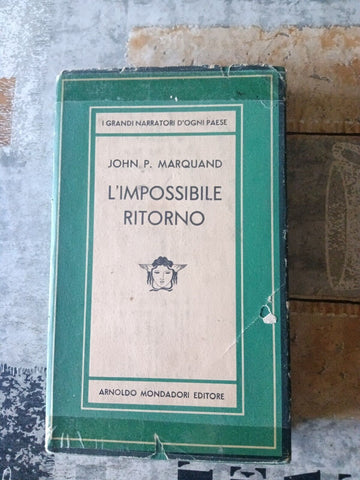 I GRANDI NARRATORI D'OGNI PAESE
JOHN P. MARQUAND
L'IMPOSSIBILE
RITORNO
ARNOLDO MONDADORI EDITORE